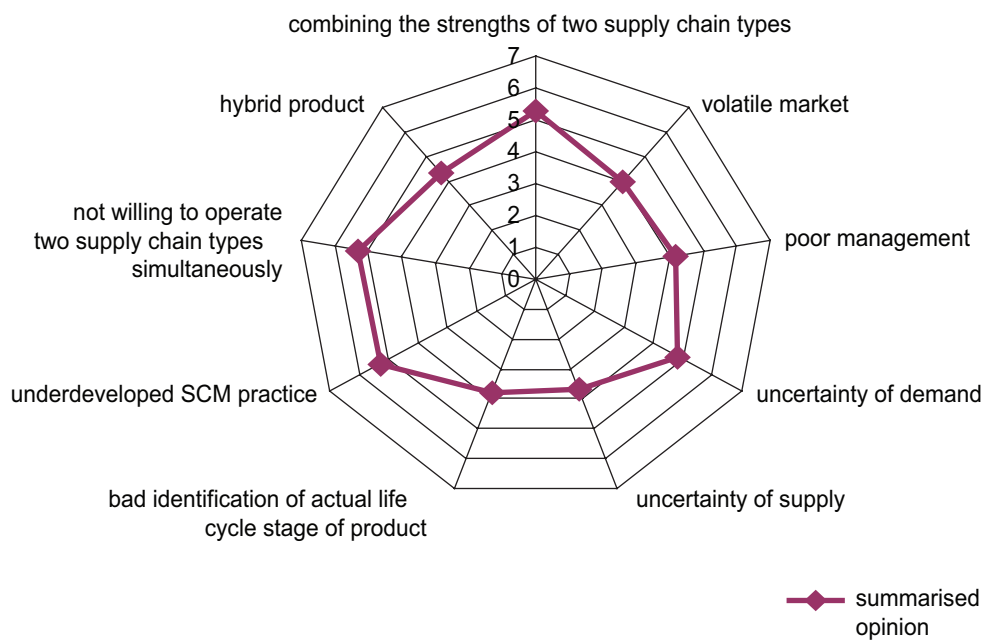 combining the strengths of two supply chain types
7
6
5
4
3
2
1
0
volatile market
poor management
uncertainty of demand
uncertainty of supply
bad identification of actual life
cycle stage of product
underdeveloped SCM practice
not willing to operate
two supply chain types
simultaneously
hybrid product
summarised
opinion